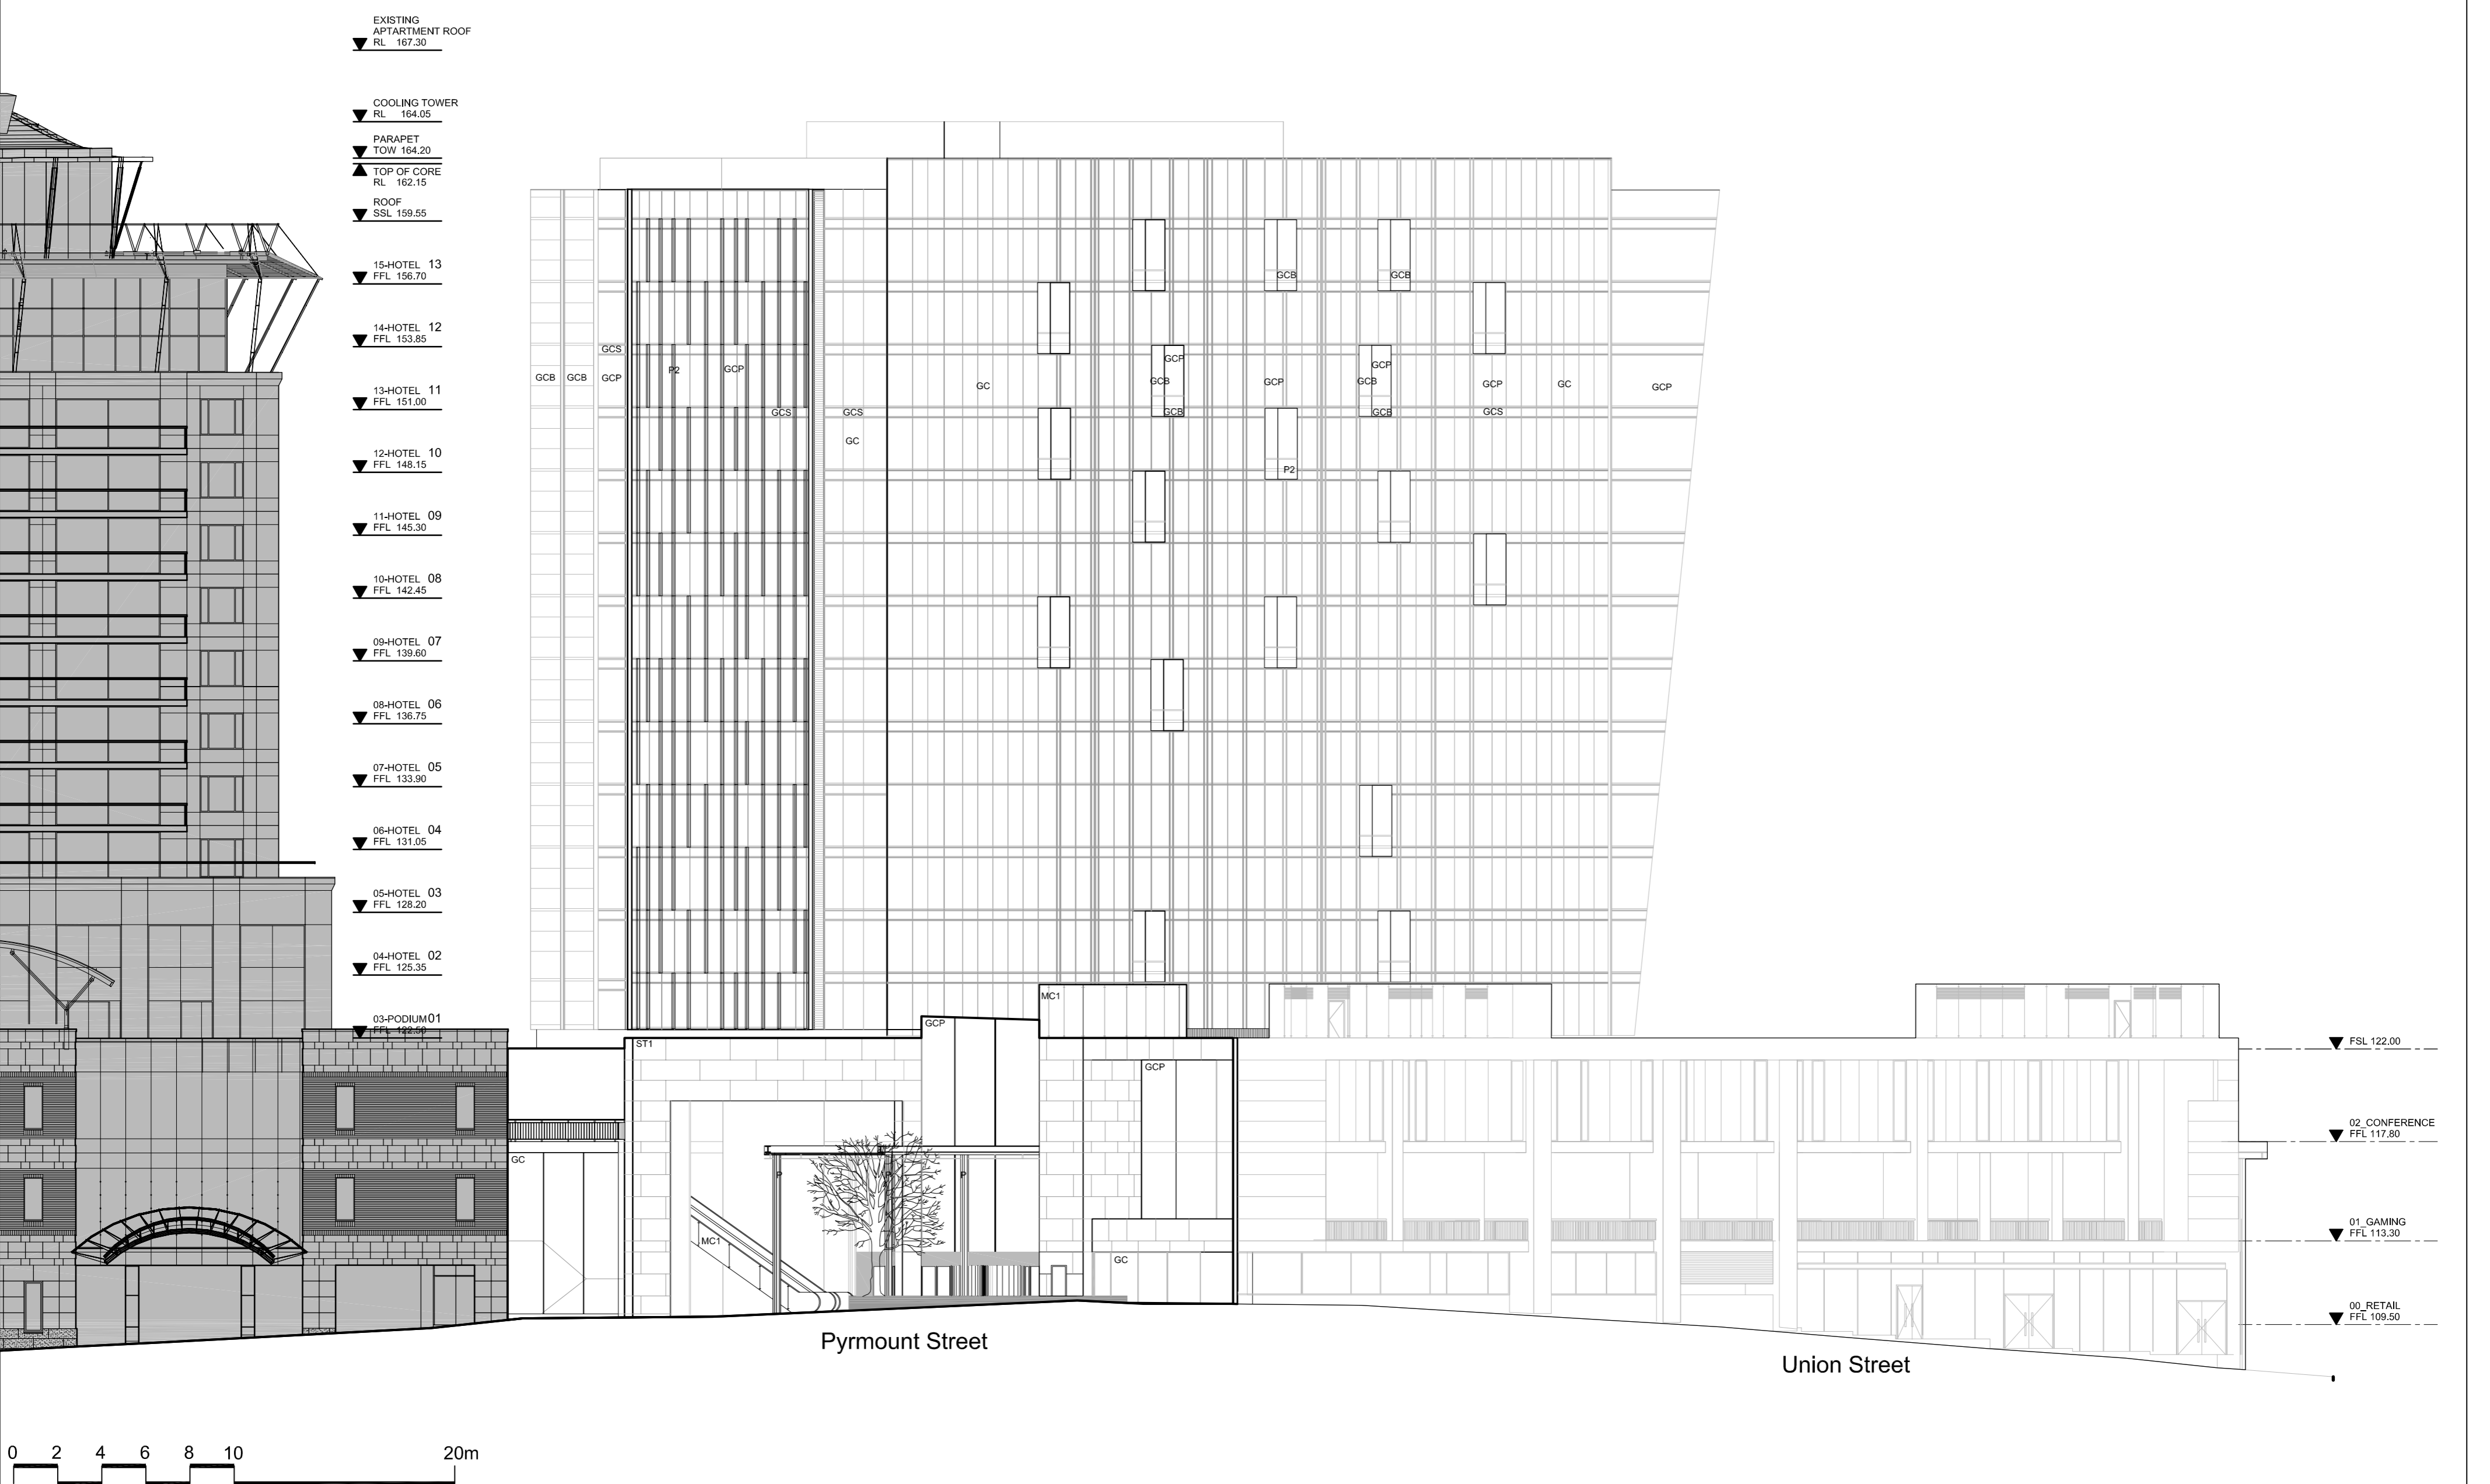 EXISTING
APTARTMENT ROOF
RL 167.30
COOLING TOWER
RL 164.05
PARAPET
TOW 164.20
TOP OF CORE
RL 162.15
ROOF
SSL 159.55
15-HOTEL 13
FFL 156.70
14-HOTEL 12
FFL 153.85
13-HOTEL 11
FFL 151.00
12-HOTEL 10
FFL 148.15
11-HOTEL 09
FFL 145.30
10-HOTEL 08
FFL 142.45
09-HOTEL 07
FFL 139.60
08-HOTEL 06
FFL 136.75
07-HOTEL 05
FFL 133.90
06-HOTEL 04
FFL 131.05
05-HOTEL 03
FFL 128.20
04-HOTEL 02
FFL 125.35
03-PODIUM 01
FFL 122.50
GCB GCB
GCS
GCP GCB GCB GCP P2 GCP GCS GCS GC GC GCP GCB GCB GCP GCP GCB GCB GCP GCS GC GCP
P2
MC1
GCP
ST1
GCP
GC
P P P
MC1
GC
FSL 122.00
02_CONFERENCE
FFL 117.80
01_GAMING
FFL 113.30
00_RETAIL
FFL 109.50
Pyrmount Street
Union Street
0 2 4 6 8 10 20m